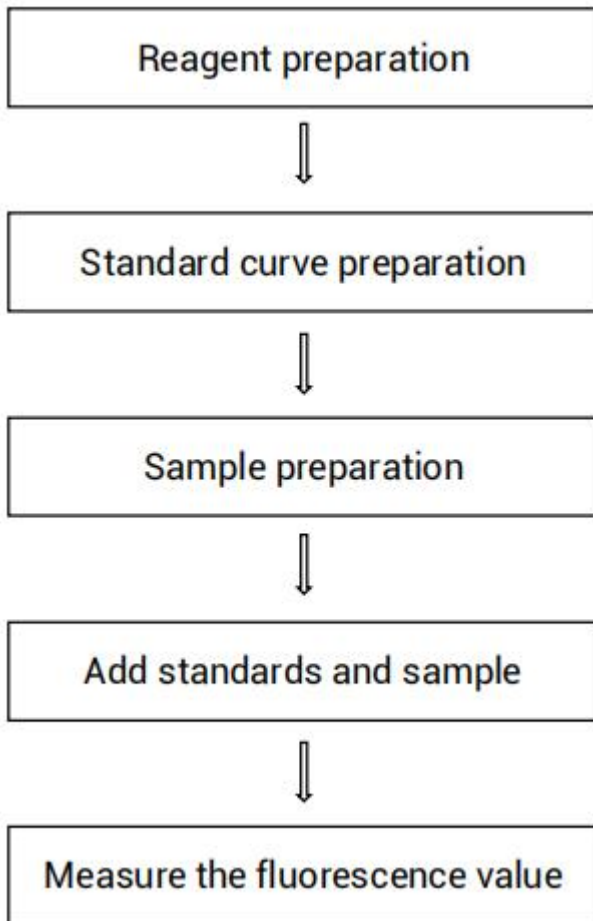 Reagent preparation
Standard curve preparation
Sample preparation
Add standards and sample
Measure the fluorescence value